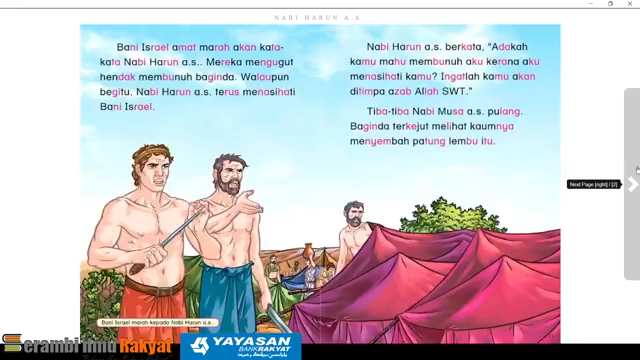 NABI HARUN A.S.
Bani Israel amat marah akan kata-
kata Nabi Harun a.s.. Mereka mengugut
hendak membunuh baginda. Walaupun
begitu, Nabi Harun a.s. terus menasihati
Bani Israel.
Nabi Harun a.s. berkata, "Adakah
kamu mahu membunuh aku kerana aku
menasihati kamu? Ingatlah kamu akan
ditimpa azab Allah SWT."
Tiba-tiba Nabi Musa a.s. pulang.
Baginda terkejut melihat kaumnya
menyembah patung lembu itu.
Next Page [right] / [2]
Bani Israel marah kepada Nabi Harun a.s..
Serambi Ilmu Rakyat
YAYASAN
BANK RAKYAT